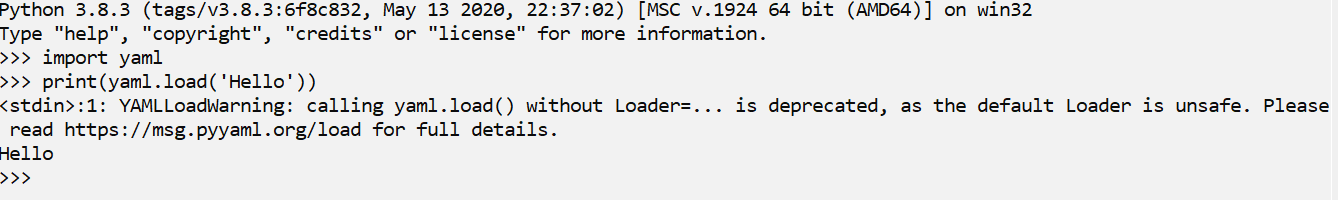 Python 3.8.3 (tags/v3.8.3:6f8c832, May 13 2020, 22:37:02) [MSC v.1924 64 bit (AMD64)] on win32
Type "help", "copyright", "credits" or "license" for more information.
>>> import yaml
>>> print(yaml.load('Hello'))
<stdin>:1: YAMLLoadWarning: calling yaml.load() without Loader=... is deprecated, as the default Loader is unsafe. Please
 read https://msg.pyyaml.org/load for full details.
Hello
>>>